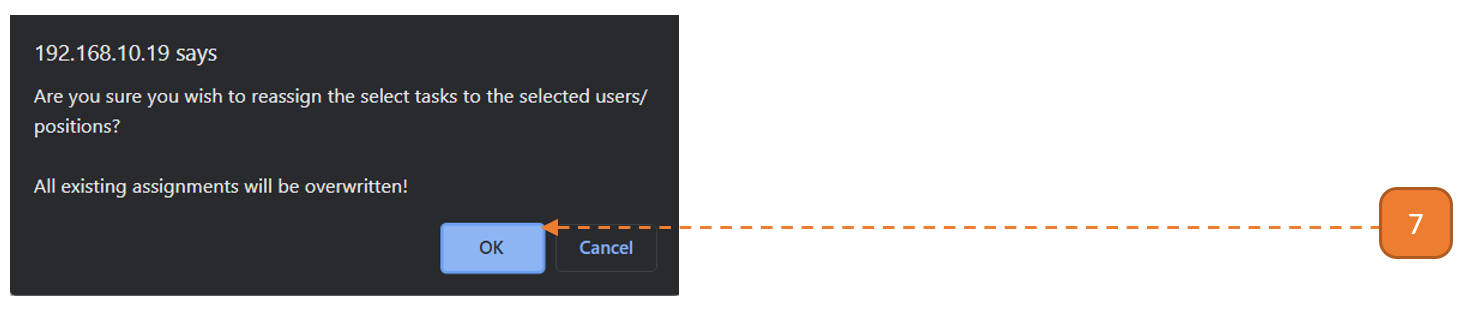 192.168.10.19 says
Are you sure you wish to reassign the select tasks to the selected users/
positions?
All existing assignments will be overwritten!
OK
Cancel
7